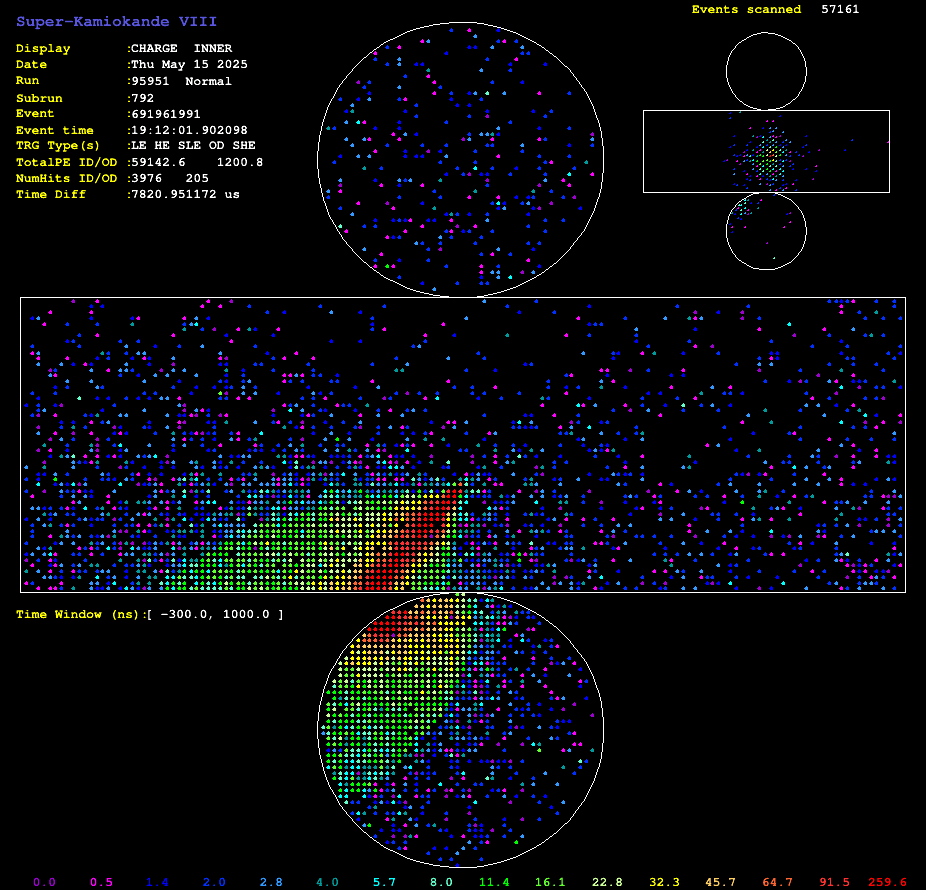 Super-Kamiokande VIII
Events scanned 57161
Display :CHARGE INNER
Date :Thu May 15 2025
Run :95951 Normal
Subrun :792
Event :691961991
Event time :19:12:01.902098
TRG Type(s) :LE HE SLE OD SHE
TotalPE ID/OD :59142.6 1200.8
NumHits ID/OD :3976 205
Time Diff :7820.951172 us
Time Window (ns):[ -300.0, 1000.0 ]
0.0 0.5 1.4 2.0 2.8 4.0 5.7 8.0 11.4 16.1 22.8 32.3 45.7 64.7 91.5 259.6